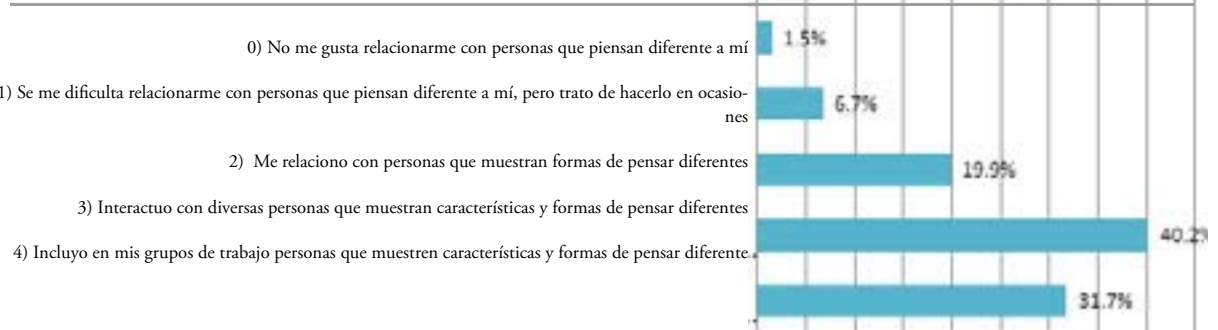 0) No me gusta relacionarme con personas que piensan diferente a mí
1.5%
1) Se me dificulta relacionarme con personas que piensan diferente a mí, pero trato de hacerlo en ocasio-
nes
6.7%
2) Me relaciono con personas que muestran formas de pensar diferentes
19.9%
3) Interactuo con diversas personas que muestran características y formas de pensar diferentes
40.2%
4) Incluyo en mis grupos de trabajo personas que muestren características y formas de pensar diferente
31.7%